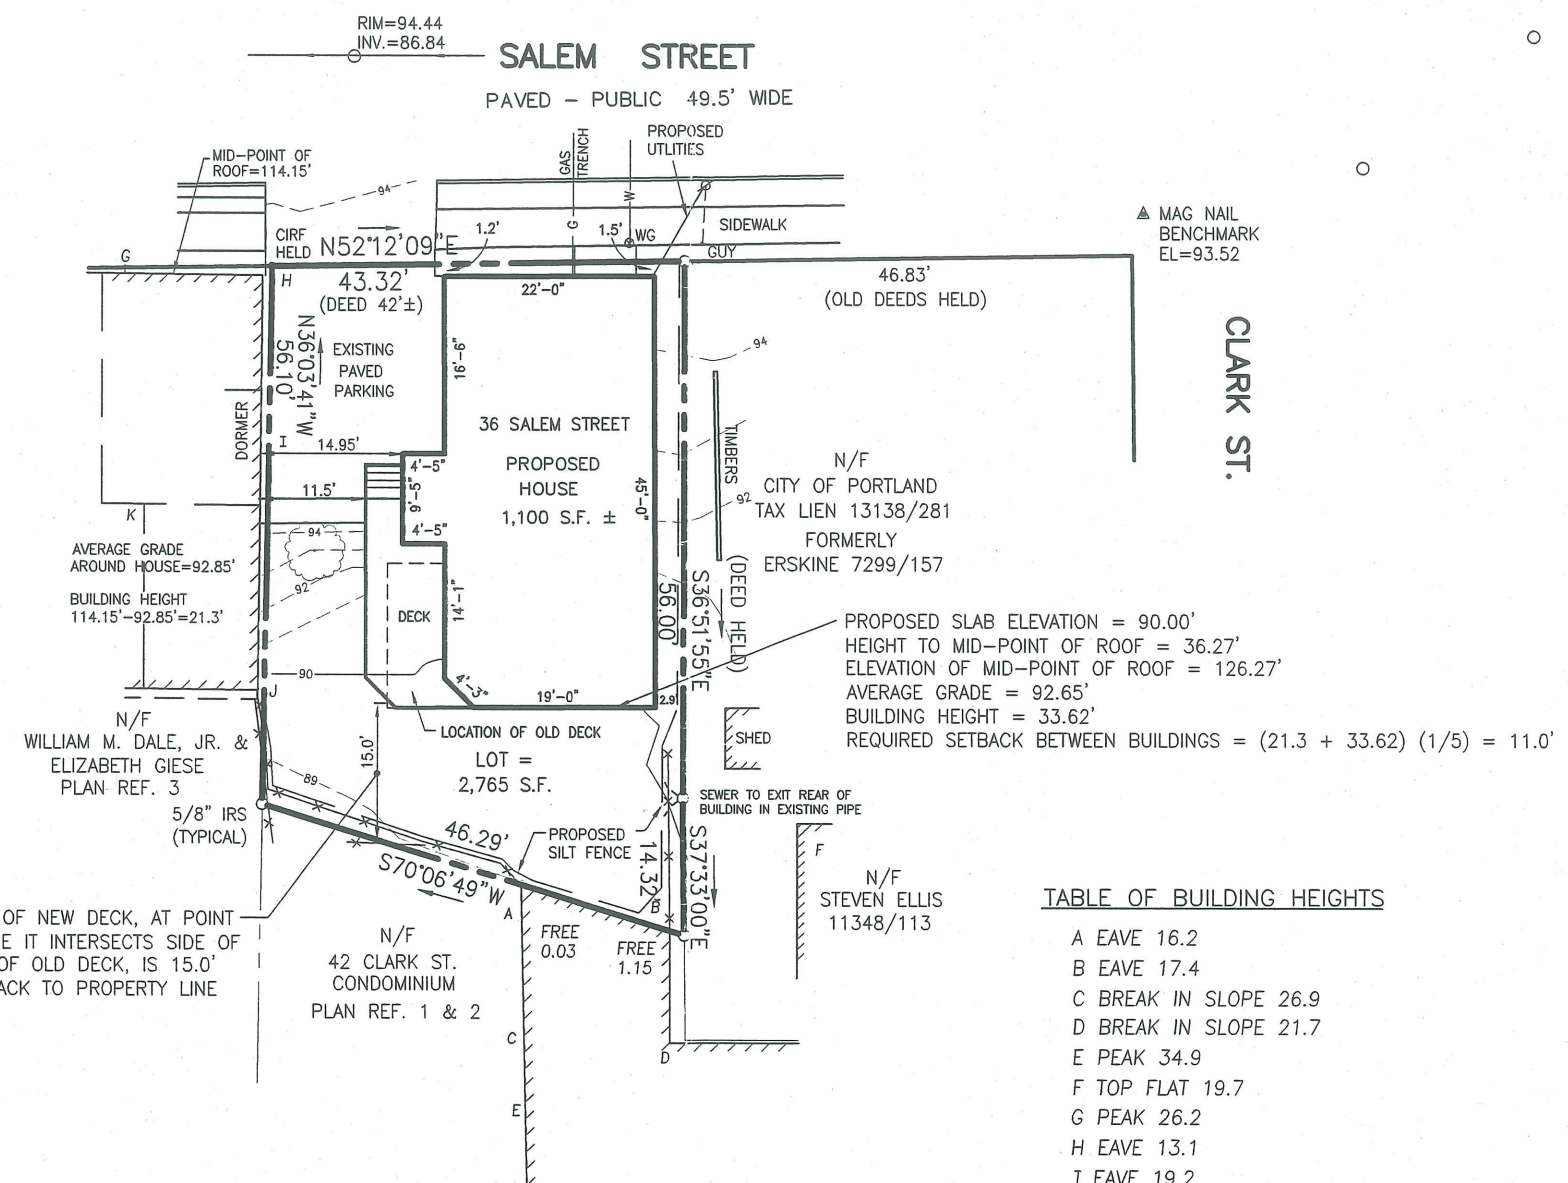 RIM=94.44
INV.=86.84
SALEM STREET
PAVED – PUBLIC 49.5' WIDE
MID–POINT OF
ROOF=114.15'
94
GAS
TRENCH
PROPOSED
UTLITIES
W
G
SIDEWALK
MAG NAIL
BENCHMARK
EL=93.52
CIRF
HELD
N52°12'09"E
1.2'
1.5'
WG
GUY
G
H
43.32'
(DEED 42'±)
22'–0"
46.83'
(OLD DEEDS HELD)
CLARK ST.
N36°03'41"W
56.10'
EXISTING
PAVED
PARKING
16'–6"
94
DORMER
I
14.95'
36 SALEM STREET
PROPOSED
HOUSE
1,100 S.F. ±
4'–5"
9'–5"
4'–5"
11.5'
45'–0"
TIMBERS
92
N/F
CITY OF PORTLAND
TAX LIEN 13138/281
FORMERLY
ERSKINE 7299/157
K
94
92
AVERAGE GRADE
AROUND HOUSE=92.85'
BUILDING HEIGHT
114.15'–92.85'=21.3'
DECK
14'–1"
56.00'
S36°51'55"E
(DEED HELD)
PROPOSED SLAB ELEVATION = 90.00'
HEIGHT TO MID–POINT OF ROOF = 36.27'
ELEVATION OF MID–POINT OF ROOF = 126.27'
AVERAGE GRADE = 92.65'
BUILDING HEIGHT = 33.62'
REQUIRED SETBACK BETWEEN BUILDINGS = (21.3 + 33.62) (1/5) = 11.0'
90
J
4'–3"
19'–0"
2.9'
N/F
WILLIAM M. DALE, JR. &
ELIZABETH GIESE
PLAN REF. 3
LOCATION OF OLD DECK
15.0'
LOT =
2,765 S.F.
SHED
89
5/8" IRS
(TYPICAL)
SEWER TO EXIT REAR OF
BUILDING IN EXISTING PIPE
46.29'
S70°06'49"W
PROPOSED
SILT FENCE
14.32'
S37°33'00"E
F
N/F
STEVEN ELLIS
11348/113
A
B
FREE
0.03
FREE
1.15
OF NEW DECK, AT POINT
E IT INTERSECTS SIDE OF
OF OLD DECK, IS 15.0'
ACK TO PROPERTY LINE
N/F
42 CLARK ST.
CONDOMINIUM
PLAN REF. 1 & 2
C
D
E
TABLE OF BUILDING HEIGHTS
A EAVE 16.2
B EAVE 17.4
C BREAK IN SLOPE 26.9
D BREAK IN SLOPE 21.7
E PEAK 34.9
F TOP FLAT 19.7
G PEAK 26.2
H EAVE 13.1
I EAVE 19.2